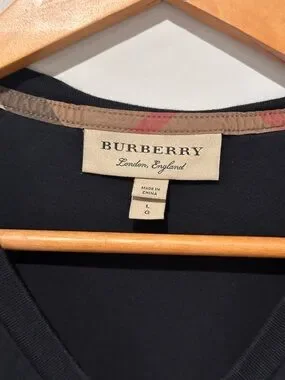 BURBERRY
London, England
MADE IN
CHINA
L
G